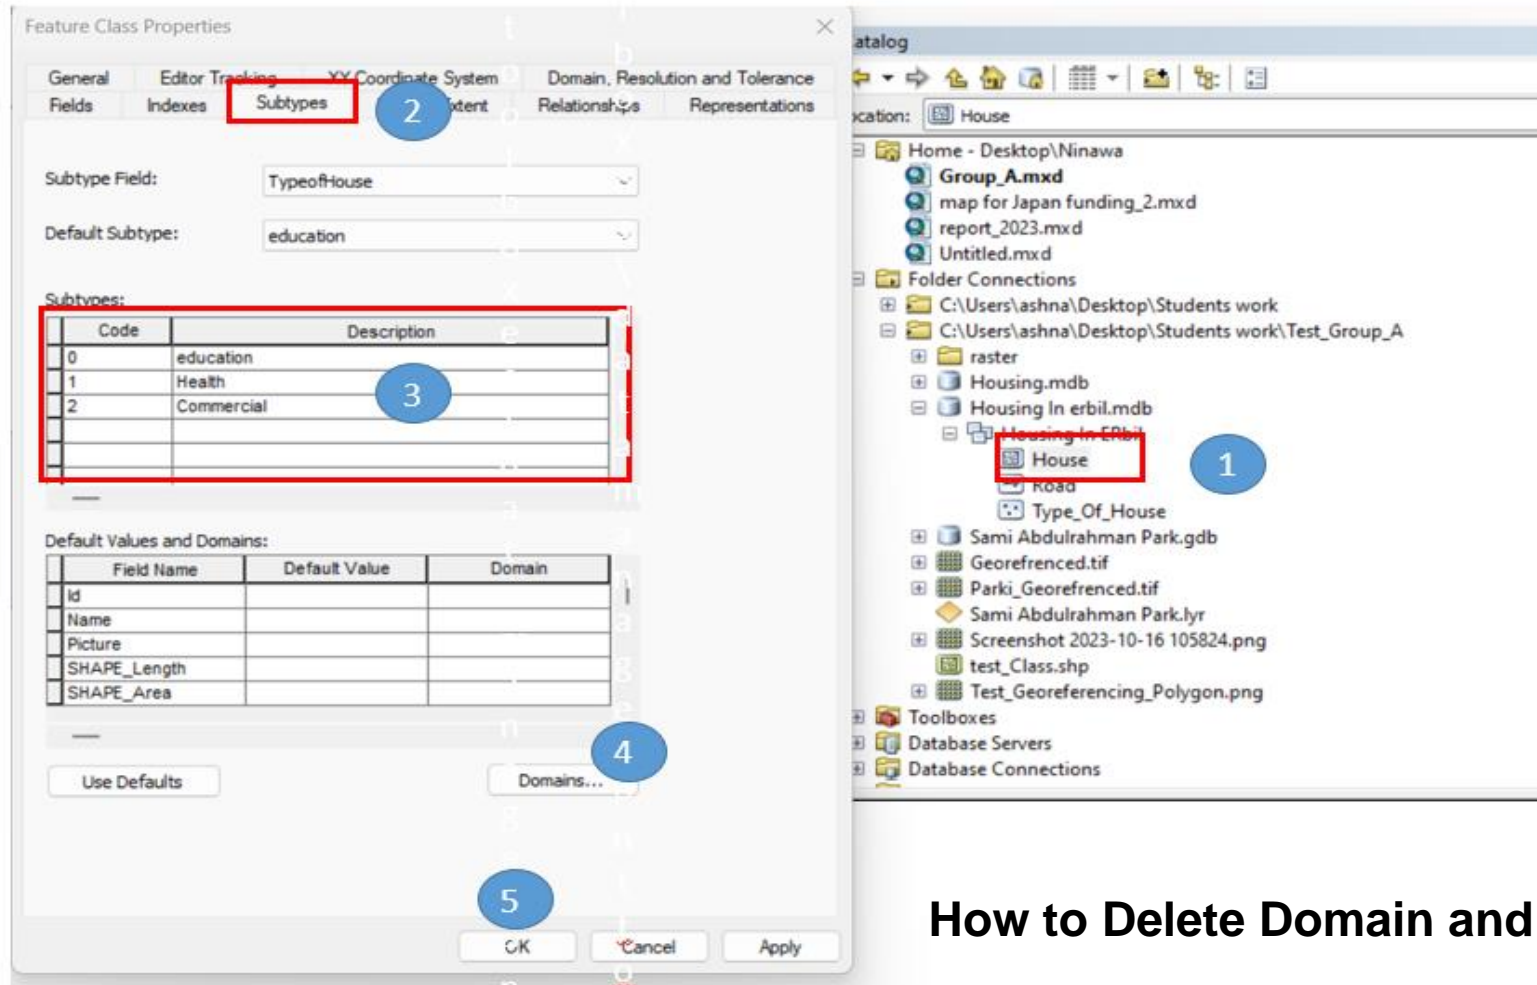 Feature Class Properties
General Editor Tracking XY Coordinate System Domain, Resolution and Tolerance
Fields Indexes Subtypes 2 Extent Relationships Representations
Subtype Field: TypeofHouse
Default Subtype: education
Subtypes:
Code Description
0 education
1 Health
2 Commercial
3
Default Values and Domains:
Field Name Default Value Domain
Id
Name
Picture
SHAPE_Length
SHAPE_Area
4
Use Defaults Domains...
5
OK Cancel Apply
atalog
ocation: House
Home - Desktop\Ninawa
Group_A.mxd
map for Japan funding_2.mxd
report_2023.mxd
Untitled.mxd
Folder Connections
C:\Users\ashna\Desktop\Students work
C:\Users\ashna\Desktop\Students work\Test_Group_A
raster
Housing.mdb
Housing In erbil.mdb
Housing In ERbil
House
1
Road
Type_Of_House
Sami Abdulrahman Park.gdb
Georefrenced.tif
Parki_Georefrenced.tif
Sami Abdulrahman Park.lyr
Screenshot 2023-10-16 105824.png
test_Class.shp
Test_Georeferencing_Polygon.png
Toolboxes
Database Servers
Database Connections
How to Delete Domain and